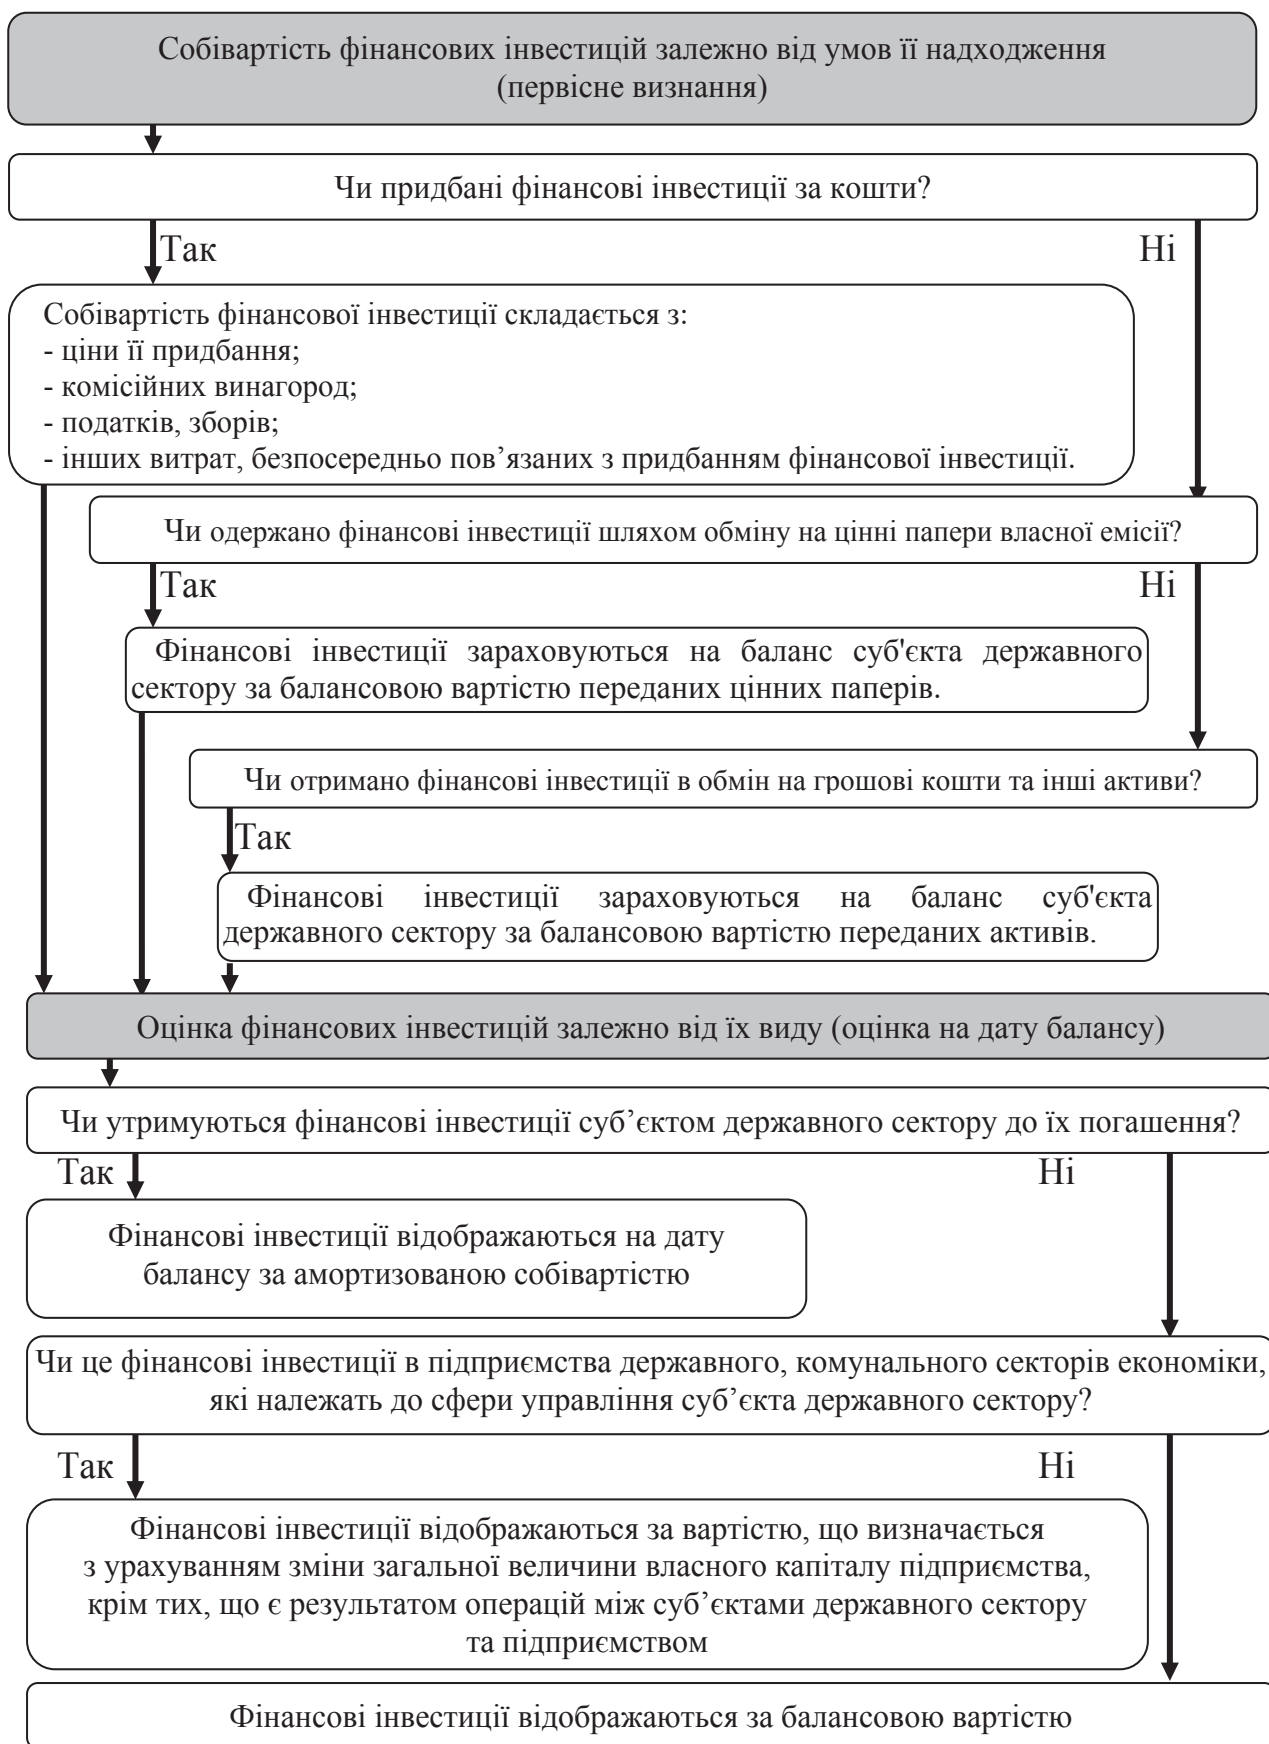 Собівартість фінансових інвестицій залежно від умов її надходження
(первісне визнання)
Чи придбані фінансові інвестиції за кошти?
Так
Ні
Собівартість фінансової інвестиції складається з:
- ціни її придбання;
- комісійних винагород;
- податків, зборів;
- інших витрат, безпосередньо пов’язаних з придбанням фінансової інвестиції.
Чи одержано фінансові інвестиції шляхом обміну на цінні папери власної емісії?
Так
Ні
Фінансові інвестиції зараховуються на баланс суб'єкта державного
сектору за балансовою вартістю переданих цінних паперів.
Чи отримано фінансові інвестиції в обмін на грошові кошти та інші активи?
Так
Фінансові інвестиції зараховуються на баланс суб'єкта
державного сектору за балансовою вартістю переданих активів.
Оцінка фінансових інвестицій залежно від їх виду (оцінка на дату балансу)
Чи утримуються фінансові інвестиції суб’єктом державного сектору до їх погашення?
Так
Ні
Фінансові інвестиції відображаються на дату
балансу за амортизованою собівартістю
Чи це фінансові інвестиції в підприємства державного, комунального секторів економіки,
які належать до сфери управління суб’єкта державного сектору?
Так
Ні
Фінансові інвестиції відображаються за вартістю, що визначається
з урахуванням зміни загальної величини власного капіталу підприємства,
крім тих, що є результатом операцій між суб’єктами державного сектору
та підприємством
Фінансові інвестиції відображаються за балансовою вартістю